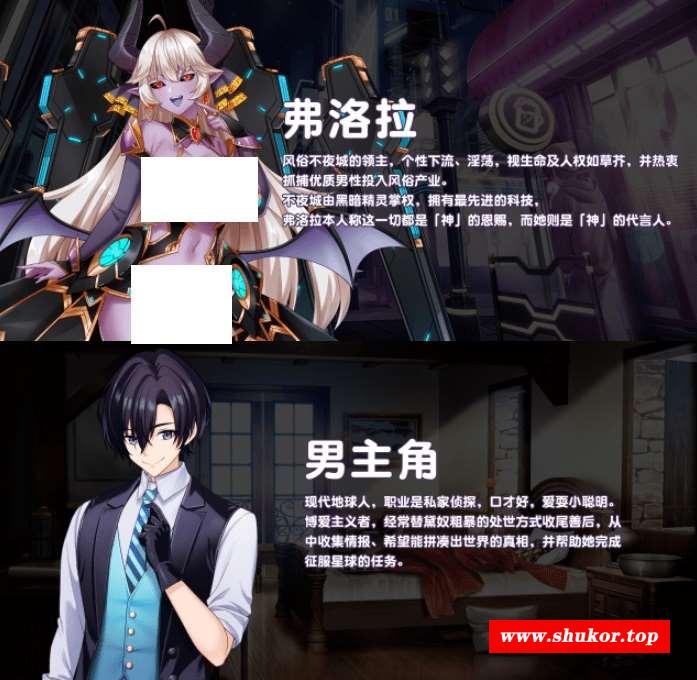 弗洛拉
风俗不夜城的领主，个性下流、淫荡，视生命及人权如草芥，并热衷
抓捕优质男性投入风俗产业。
不夜城由黑暗精灵掌权，拥有最先进的科技，
弗洛拉本人称这一切都是「神」的恩赐，而她则是「神」的代言人。
男主角
现代地球人，职业是私家侦探，口才好，爱耍小聪明。
博爱主义者，经常替黛奴粗暴的处世方式收尾善后，从
中收集情报、希望能拼凑出世界的真相，并帮助她完成
征服星球的任务。
www.shukor.top